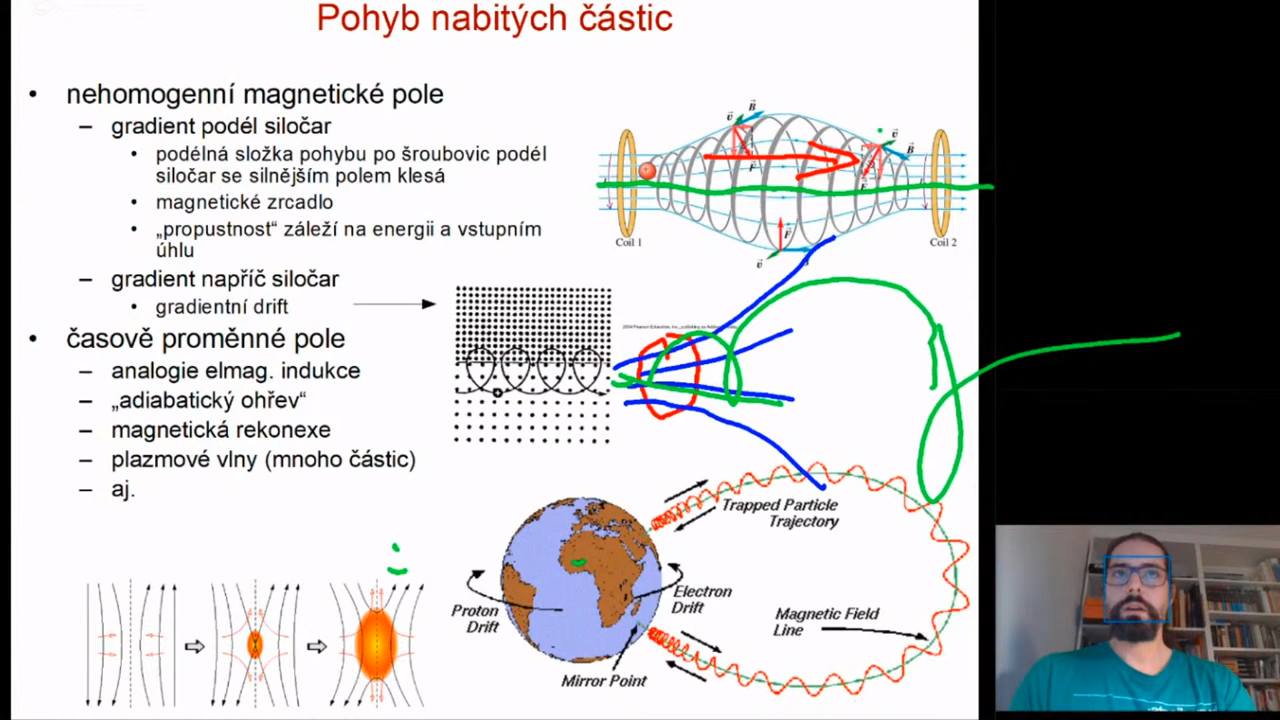 Pohyb nabitých částic
• nehomogenní magnetické pole
– gradient podél siločar
• podélná složka pohybu po šroubovic podél
siločar se silnějším polem klesá
• magnetické zrcadlo
• „propustnost“ záleží na energii a vstupním
úhlu
– gradient napříč siločar
• gradientní drift
• časově proměnné pole
– analogie elmag. indukce
– „adiabatický ohřev“
– magnetická rekonexe
– plazmové vlny (mnoho částic)
– aj.
v
B
F
v
B
Coil 1
F
v
Coil 2
Trapped Particle
Trajectory
Proton
Drift
Electron
Drift
Magnetic Field
Line
Mirror Point